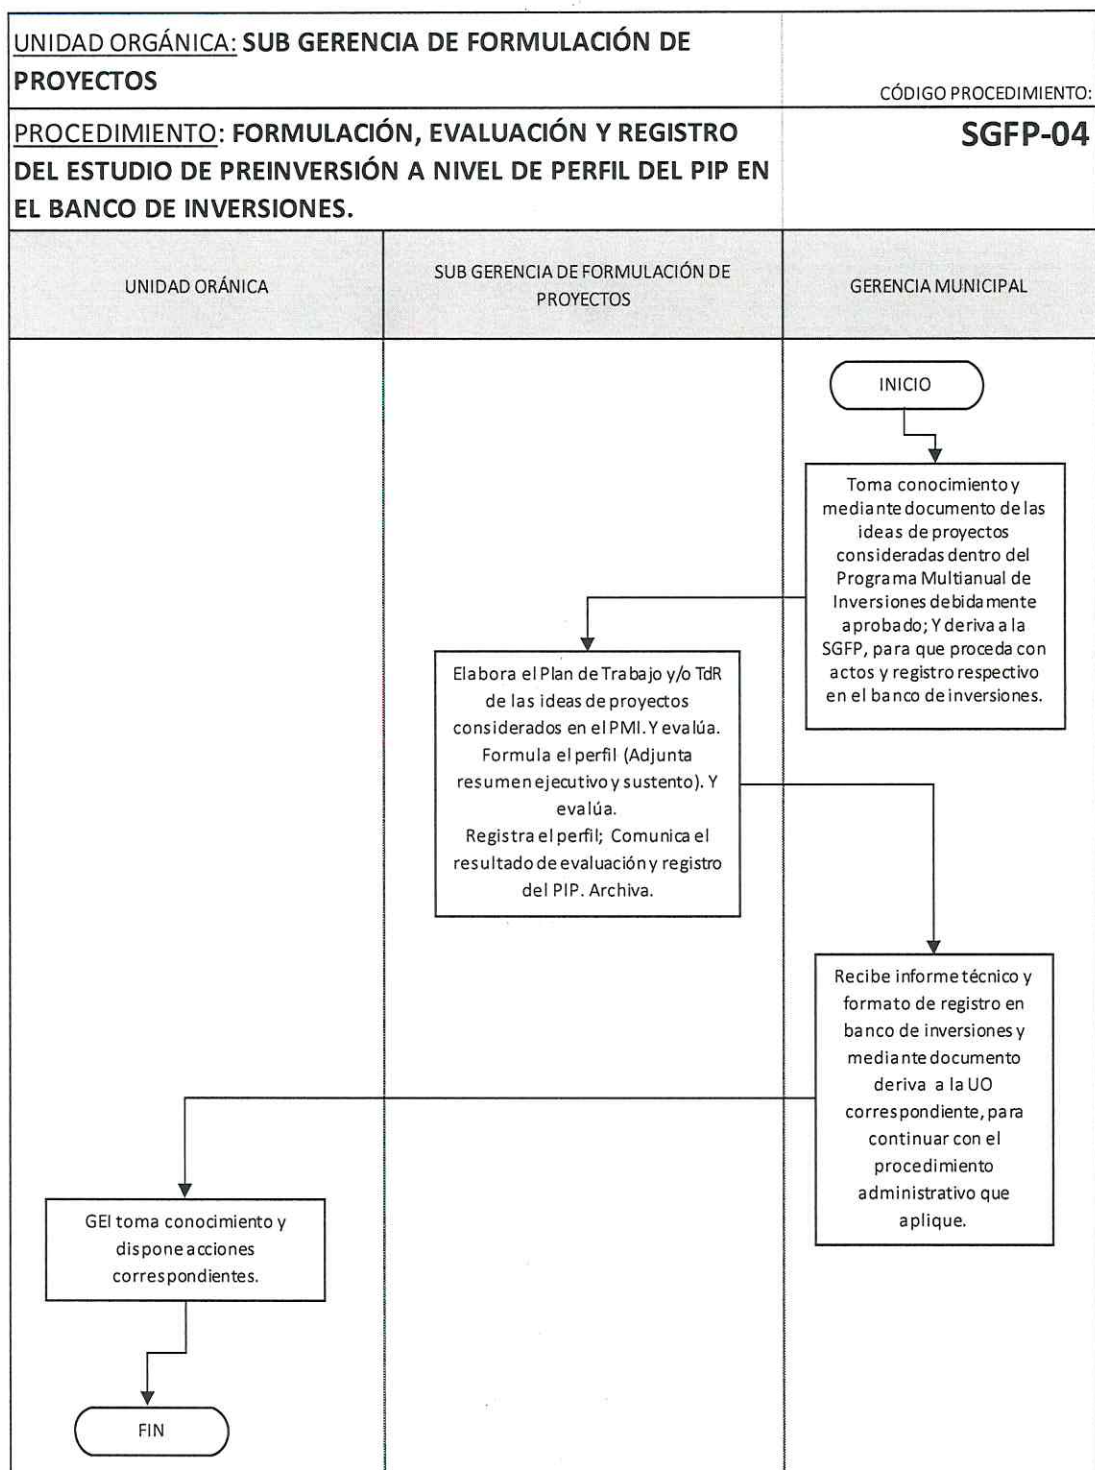 UNIDAD ORGÁNICA: SUB GERENCIA DE FORMULACIÓN DE
PROYECTOS
CÓDIGO PROCEDIMIENTO:
PROCEDIMIENTO: FORMULACIÓN, EVALUACIÓN Y REGISTRO
DEL ESTUDIO DE PREINVERSIÓN A NIVEL DE PERFIL DEL PIP EN
EL BANCO DE INVERSIONES.
SGFP-04
UNIDAD ORÁNICA
SUB GERENCIA DE FORMULACIÓN DE
PROYECTOS
GERENCIA MUNICIPAL
INICIO
Toma conocimiento y
mediante documento de las
ideas de proyectos
consideradas dentro del
Programa Multianual de
Inversiones debidamente
aprobado; Y deriva a la
SGFP, para que proceda con
actos y registro respectivo
en el banco de inversiones.
Elabora el Plan de Trabajo y/o TdR
de las ideas de proyectos
considerados en el PMI. Y evalúa.
Formula el perfil (Adjunta
resumen ejecutivo y sustento). Y
evalúa.
Registra el perfil; Comunica el
resultado de evaluación y registro
del PIP. Archiva.
Recibe informe técnico y
formato de registro en
banco de inversiones y
mediante documento
deriva a la UO
correspondiente, para
continuar con el
procedimiento
administrativo que
aplique.
GEI toma conocimiento y
dispone acciones
correspondientes.
FIN